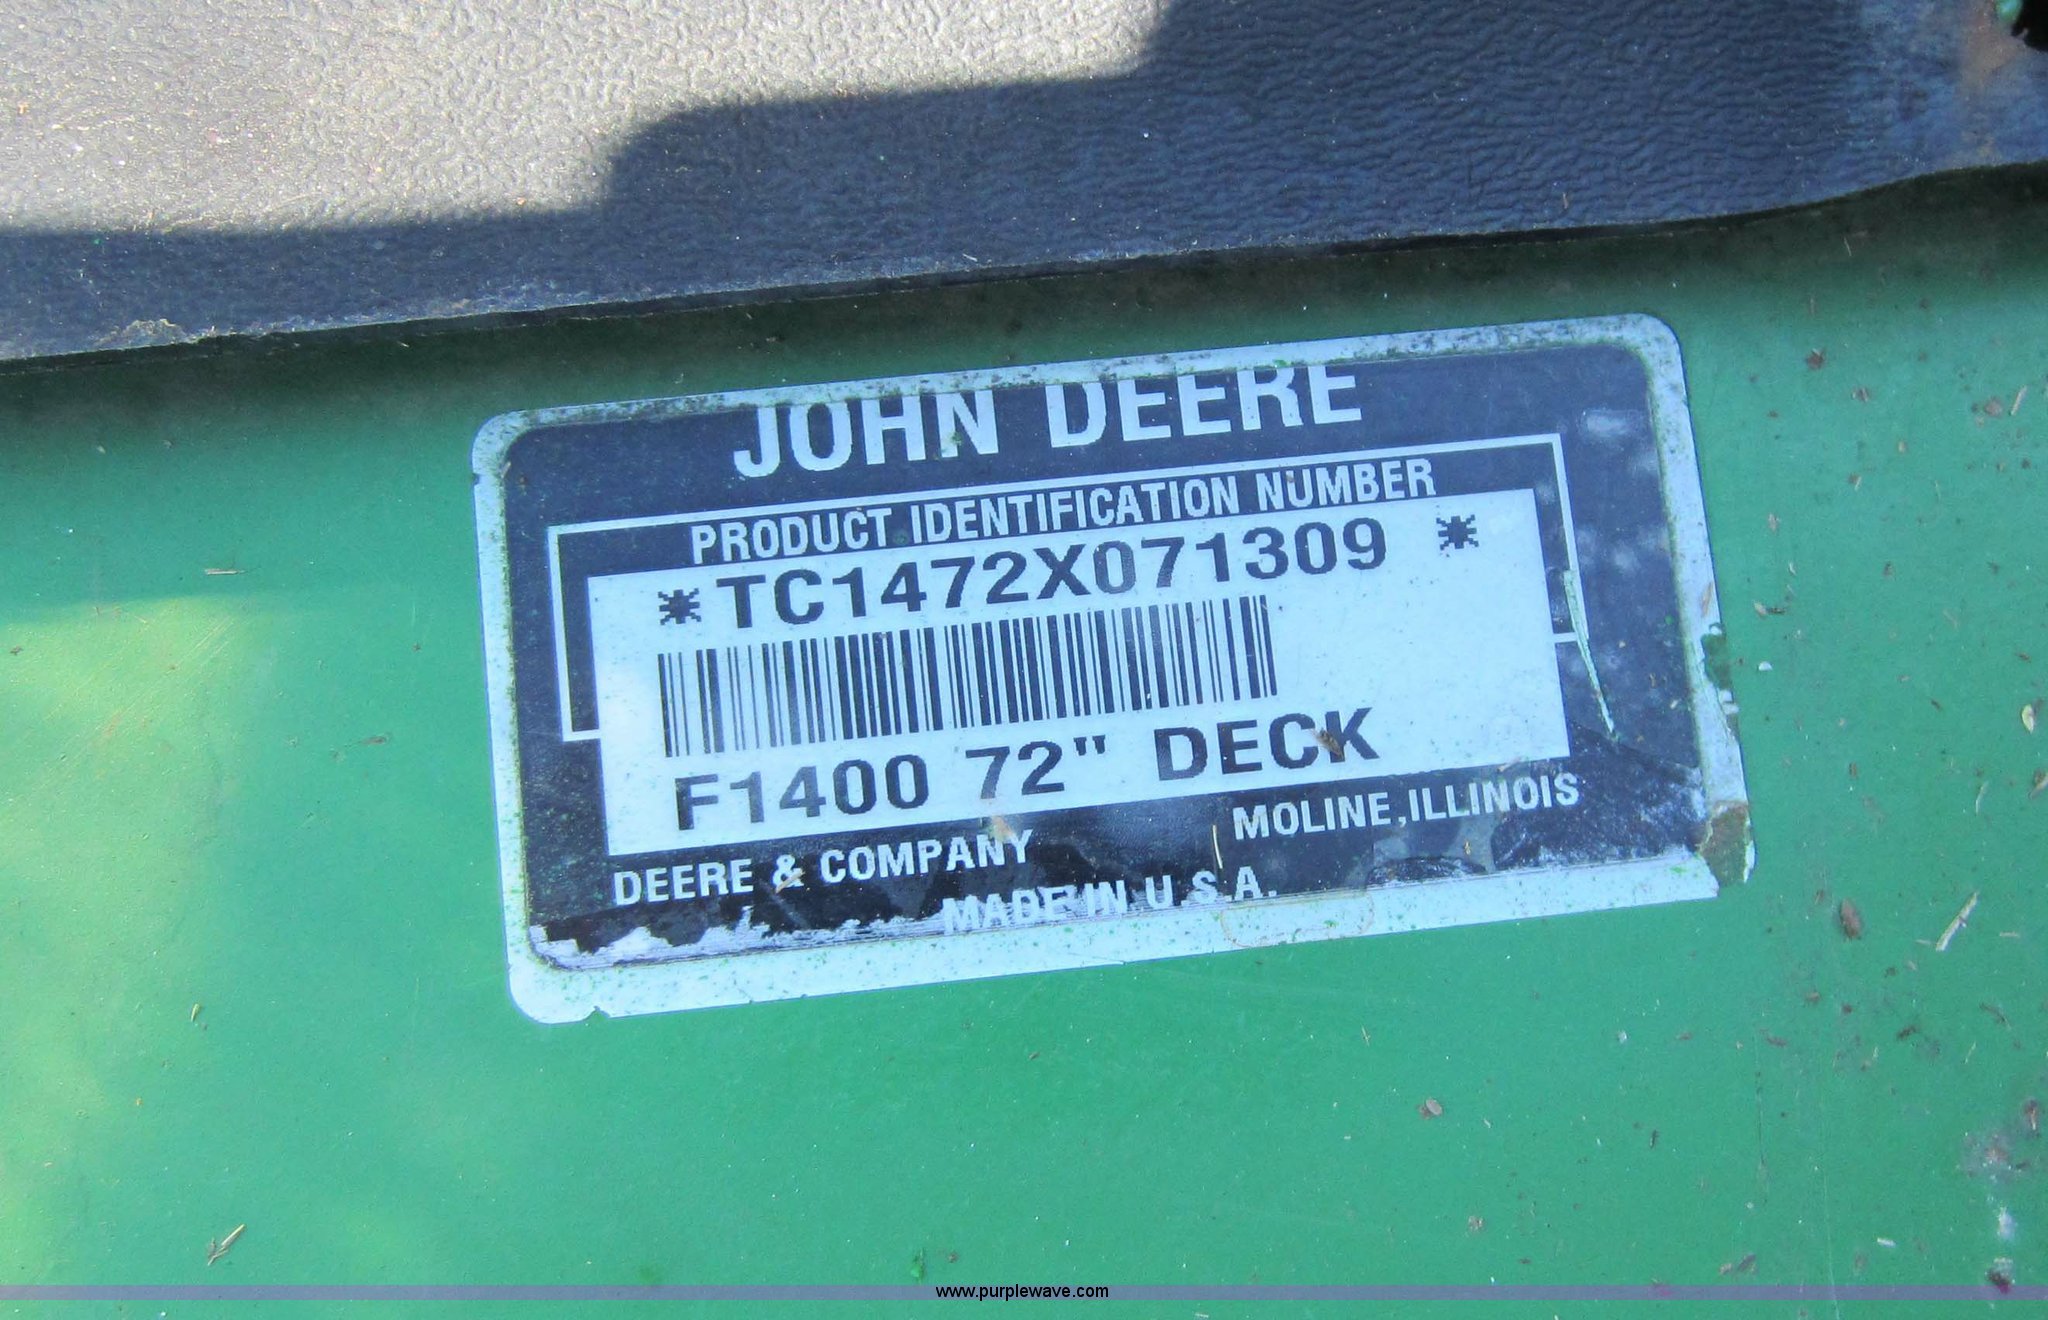 JOHN DEERE
PRODUCT IDENTIFICATION NUMBER
*TC1472X071309 *
F1400 72" DECK
DEERE & COMPANY MOLINE, ILLINOIS
MADE IN U.S.A.
www.purplewave.com